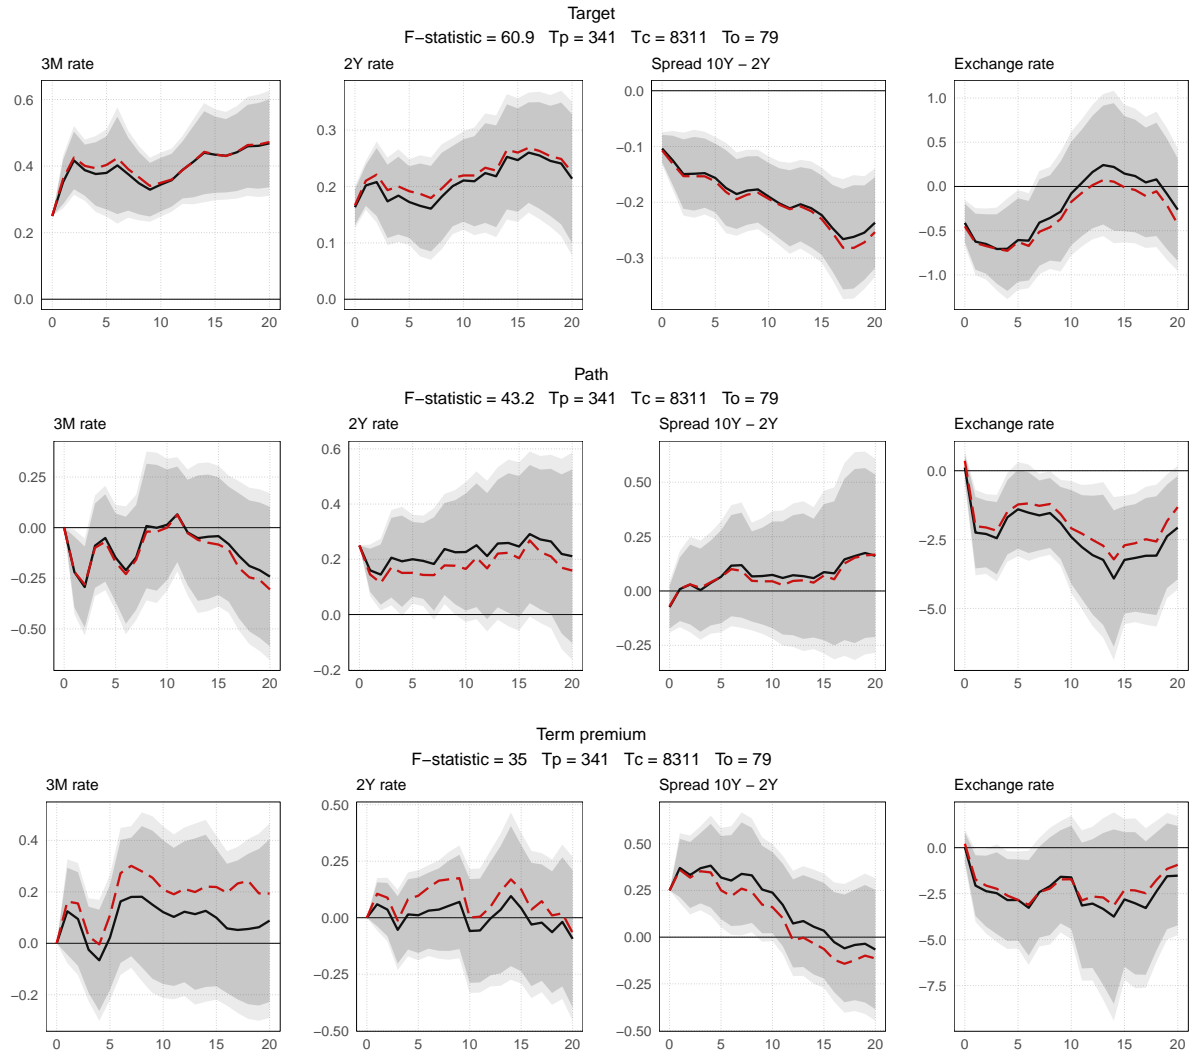 Target
F−statistic = 60.9 Tp = 341 Tc = 8311 To = 79
3M rate 2Y rate Spread 10Y − 2Y Exchange rate
0.6
0.4
0.2
0.0
0 5 10 15 20
0.3
0.2
0.1
0.0
0 5 10 15 20
0.0
−0.1
−0.2
−0.3
0 5 10 15 20
1.0
0.5
0.0
−0.5
−1.0
0 5 10 15 20
Path
F−statistic = 43.2 Tp = 341 Tc = 8311 To = 79
3M rate 2Y rate Spread 10Y − 2Y Exchange rate
0.25
0.00
−0.25
−0.50
0 5 10 15 20
0.6
0.4
0.2
0.0
−0.2
0 5 10 15 20
0.50
0.25
0.00
−0.25
0 5 10 15 20
0.0
−2.5
−5.0
0 5 10 15 20
Term premium
F−statistic = 35 Tp = 341 Tc = 8311 To = 79
3M rate 2Y rate Spread 10Y − 2Y Exchange rate
0.4
0.2
0.0
−0.2
0 5 10 15 20
0.50
0.25
0.00
−0.25
−0.50
0 5 10 15 20
0.50
0.25
0.00
−0.25
−0.50
0 5 10 15 20
0.0
−2.5
−5.0
−7.5
0 5 10 15 20